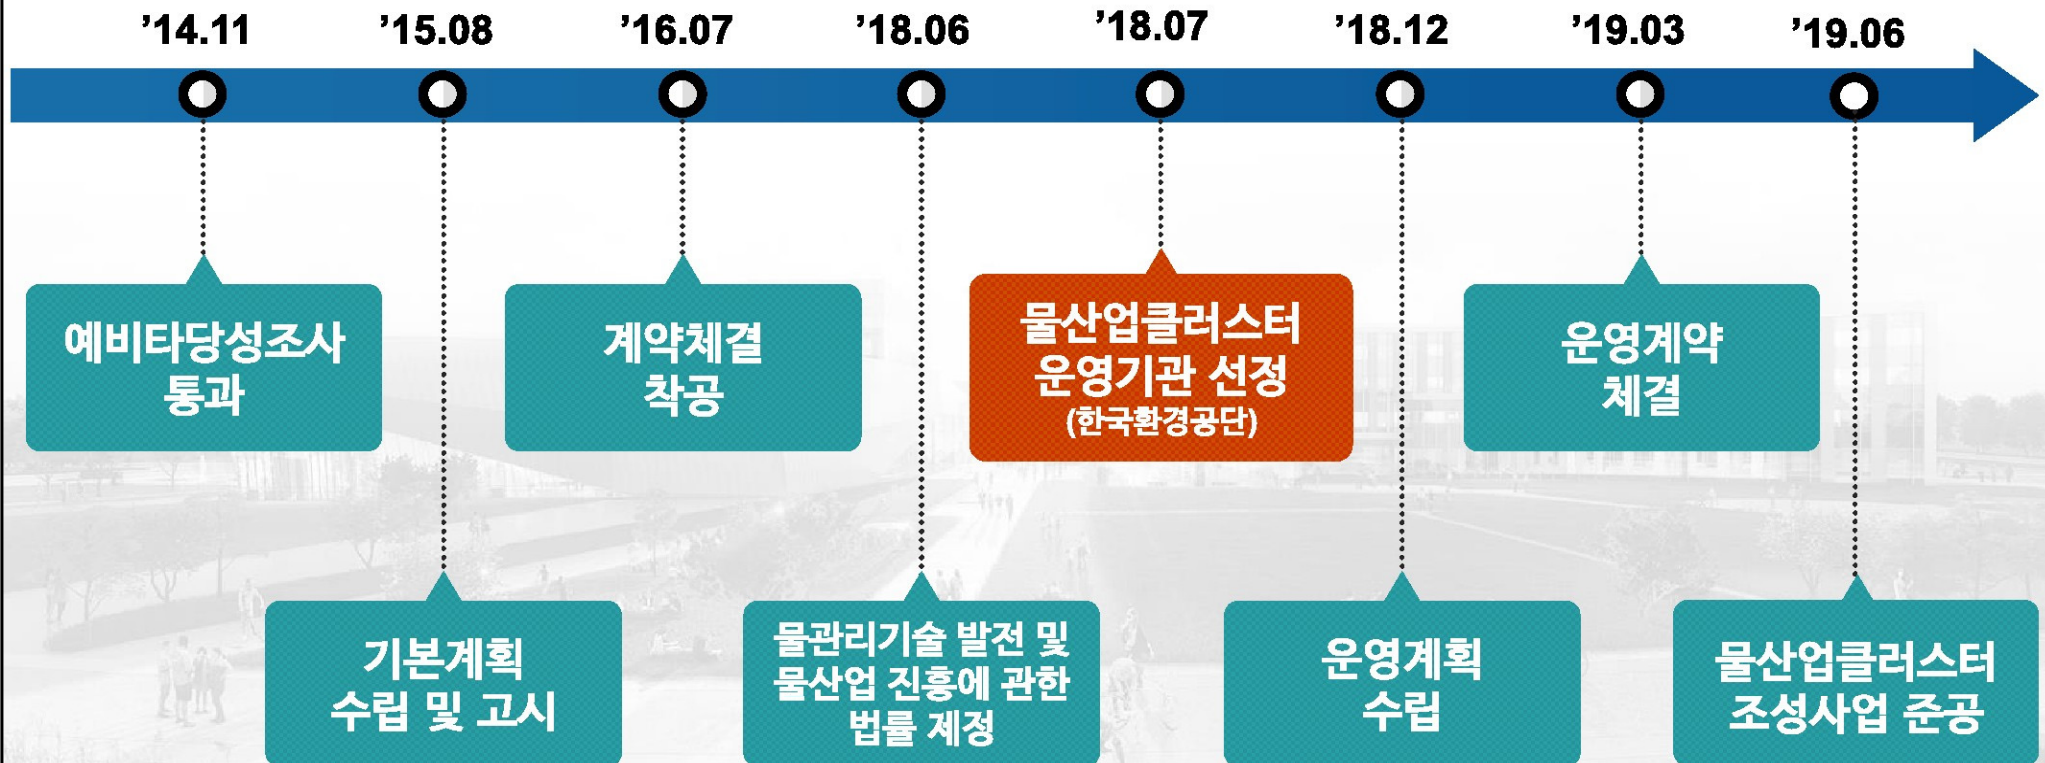 ’14.11
’15.08
’16.07
’18.06
’18.07
’18.12
’19.03
’19.06
예비타당성조사
통과
기본계획
수립 및 고시
계약체결
착공
물관리기술 발전 및
물산업 진흥에 관한
법률 제정
물산업클러스터
운영기관 선정
(한국환경공단)
운영계획
수립
운영계약
체결
물산업클러스터
조성사업 준공